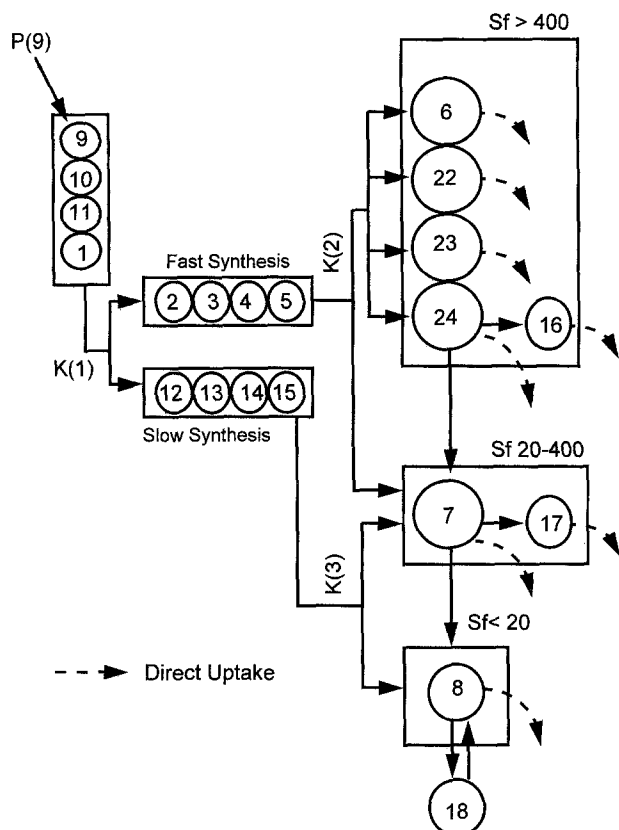 Sf > 400
P(9)
6
9
10
22
11
K(2)
23
1
Fast Synthesis
2 3 4 5
24
16
K(1)
12 13 14 15
Slow Synthesis
Sf 20-400
7
17
K(3)
Sf< 20
Direct Uptake
8
18